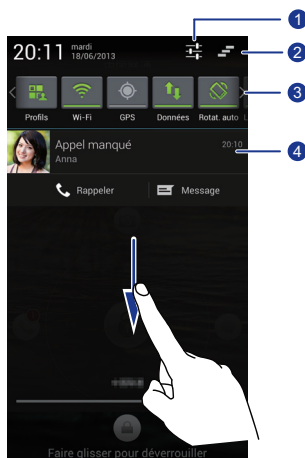 1
20:11 mardi
18/06/2013
2
Profils Wi-Fi GPS Données Rotat. auto L
3
Appel manqué 20:10
Anna
4
Rappeler Message
Faire glisser pour déverrouiller